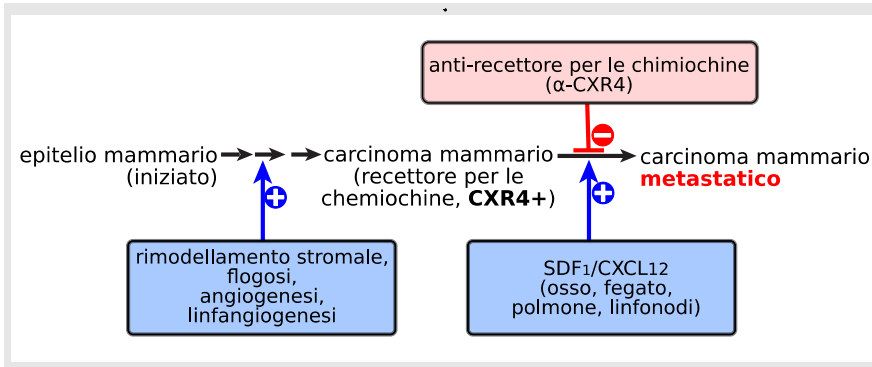 anti-recettore per le chimiochine
(α-CXR4)
epitelio mammario
(iniziato)
carcinoma mammario
(recettore per le
chemiochine, CXR4+)
carcinoma mammario
metastatico
rimodellamento stromale,
flogosi,
angiogenesi,
linfangiogenesi
SDF1/CXCL12
(osso, fegato,
polmone, linfonodi)